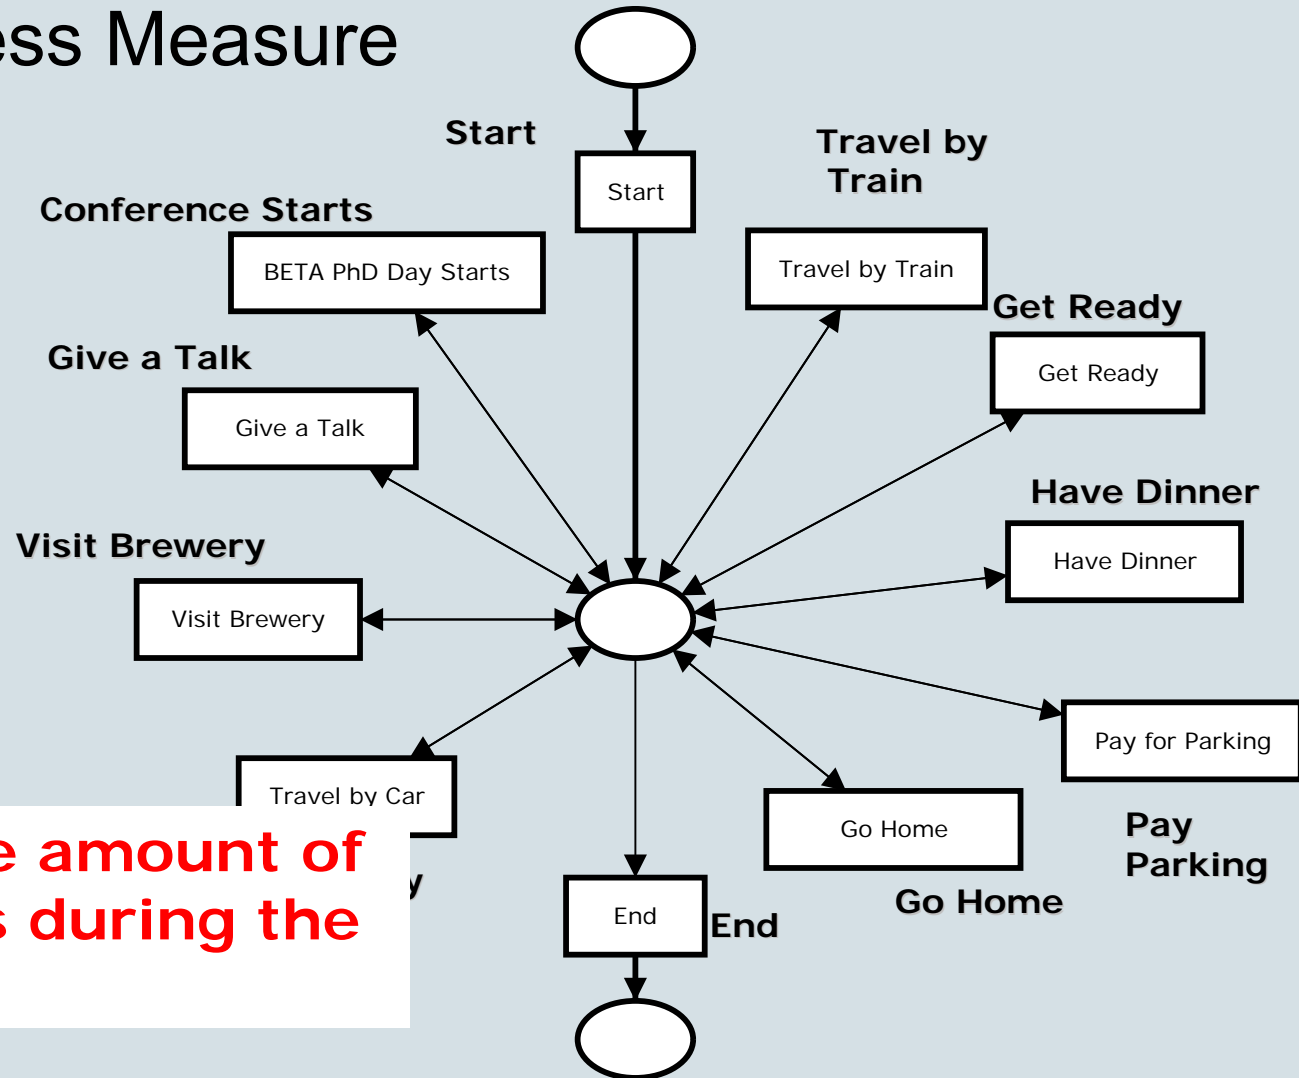 ess Measure
Start
Start
Travel by
Train
Travel by Train
Conference Starts
BETA PhD Day Starts
Get Ready
Get Ready
Give a Talk
Give a Talk
Have Dinner
Have Dinner
Visit Brewery
Visit Brewery
Pay for Parking
Pay
Parking
Travel by Car
Go Home
Go Home
End
End
e amount of
s during the
y